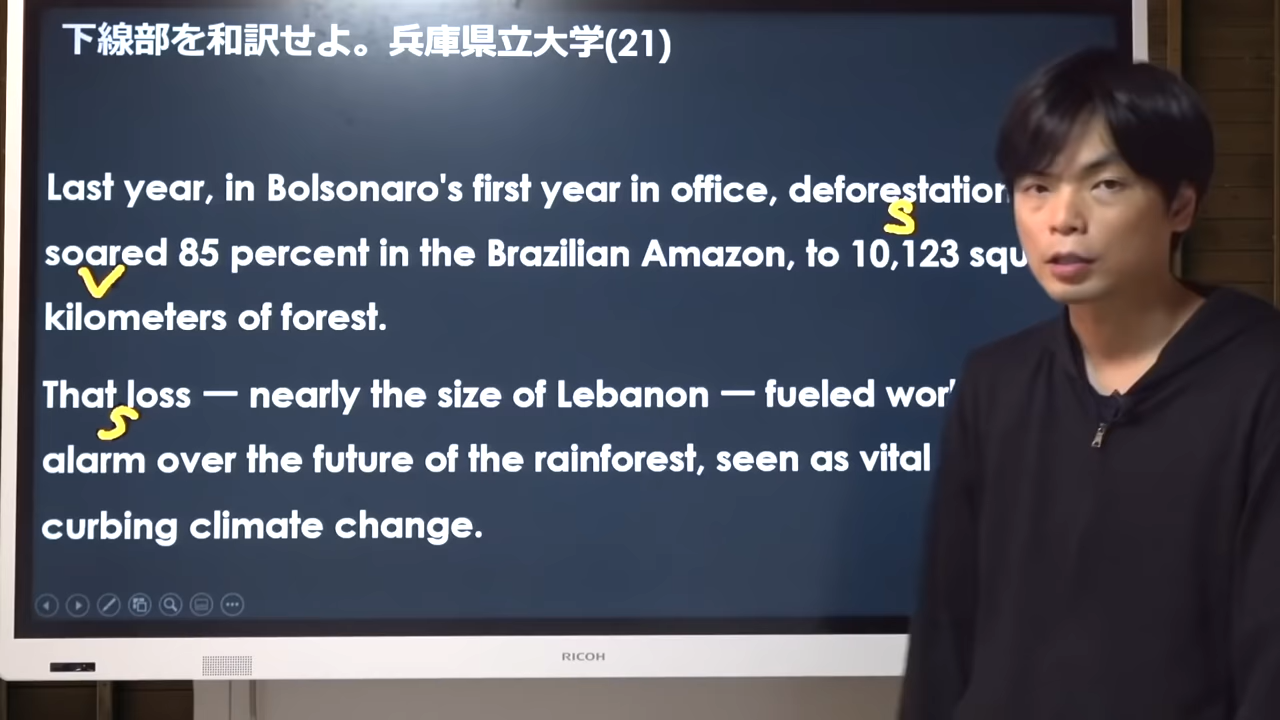 下線部を和訳せよ。兵庫県立大学(21)
Last year, in Bolsonaro's first year in office, deforestation
S
soared 85 percent in the Brazilian Amazon, to 10,123
V
kilometers of forest.
That loss — nearly the size of Lebanon — fueled
S
alarm over the future of the rainforest, seen as vital
curbing climate change.
RICOH